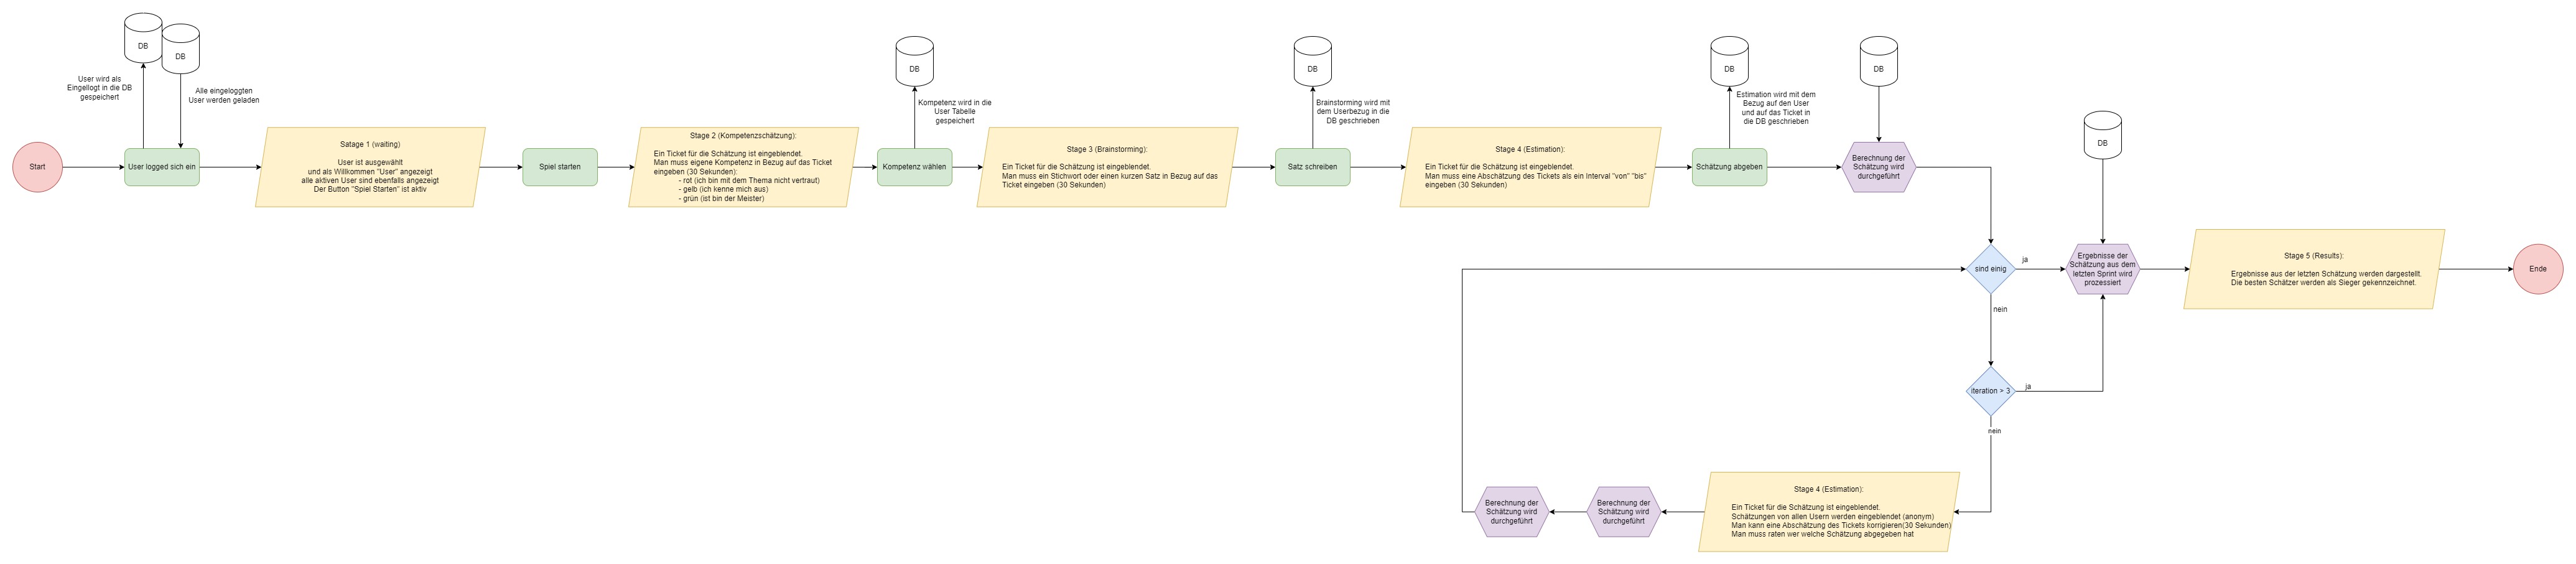 Start
DB
DB
User wird als
Eingellogt in die DB
gespeichert
Alle eingeloggten
User werden geladen
User logged sich ein
Satage 1 (waiting)
User ist ausgewählt
und als Willkommen "User" angezeigt
alle aktiven User sind ebenfalls angezeigt
Der Button "Spiel Starten" ist aktiv
Spiel starten
Stage 2 (Kompetenzschätzung):
Ein Ticket für die Schätzung ist eingeblendet.
Man muss eigene Kompetenz in Bezug auf das Ticket
eingeben (30 Sekunden):
- rot (ich bin mit dem Thema nicht vertraut)
- gelb (ich kenne mich aus)
- grün (ist bin der Meister)
DB
Kompetenz wird in die
User Tabelle
gespeichert
Kompetenz wählen
Stage 3 (Brainstorming):
Ein Ticket für die Schätzung ist eingeblendet.
Man muss ein Stichwort oder einen kurzen Satz in Bezug auf das
Ticket eingeben (30 Sekunden)
DB
Brainstorming wird mit
dem Userbezug in die
DB geschrieben
Satz schreiben
Stage 4 (Estimation):
Ein Ticket für die Schätzung ist eingeblendet.
Man muss eine Abschätzung des Tickets als ein Interval "von" "bis"
eingeben (30 Sekunden)
DB
Estimation wird mit dem
Bezug auf den User
und auf das Ticket in
die DB geschrieben
Schätzung abgeben
DB
Berechnung der
Schätzung wird
durchgeführt
sind einig
ja
nein
DB
Ergebnisse der
Schätzung aus dem
letzten Sprint wird
prozessiert
Stage 5 (Results):
Ergebnisse aus der letzten Schätzung werden dargestellt.
Die besten Schätzer werden als Sieger gekennzeichnet.
Ende
iteration > 3
ja
nein
Stage 4 (Estimation):
Ein Ticket für die Schätzung ist eingeblendet.
Schätzungen von allen Usern werden eingeblendet (anonym)
Man kann eine Abschätzung des Tickets korrigieren(30 Sekunden)
Man muss raten wer welche Schätzung abgegeben hat
Berechnung der
Schätzung wird
durchgeführt
Berechnung der
Schätzung wird
durchgeführt